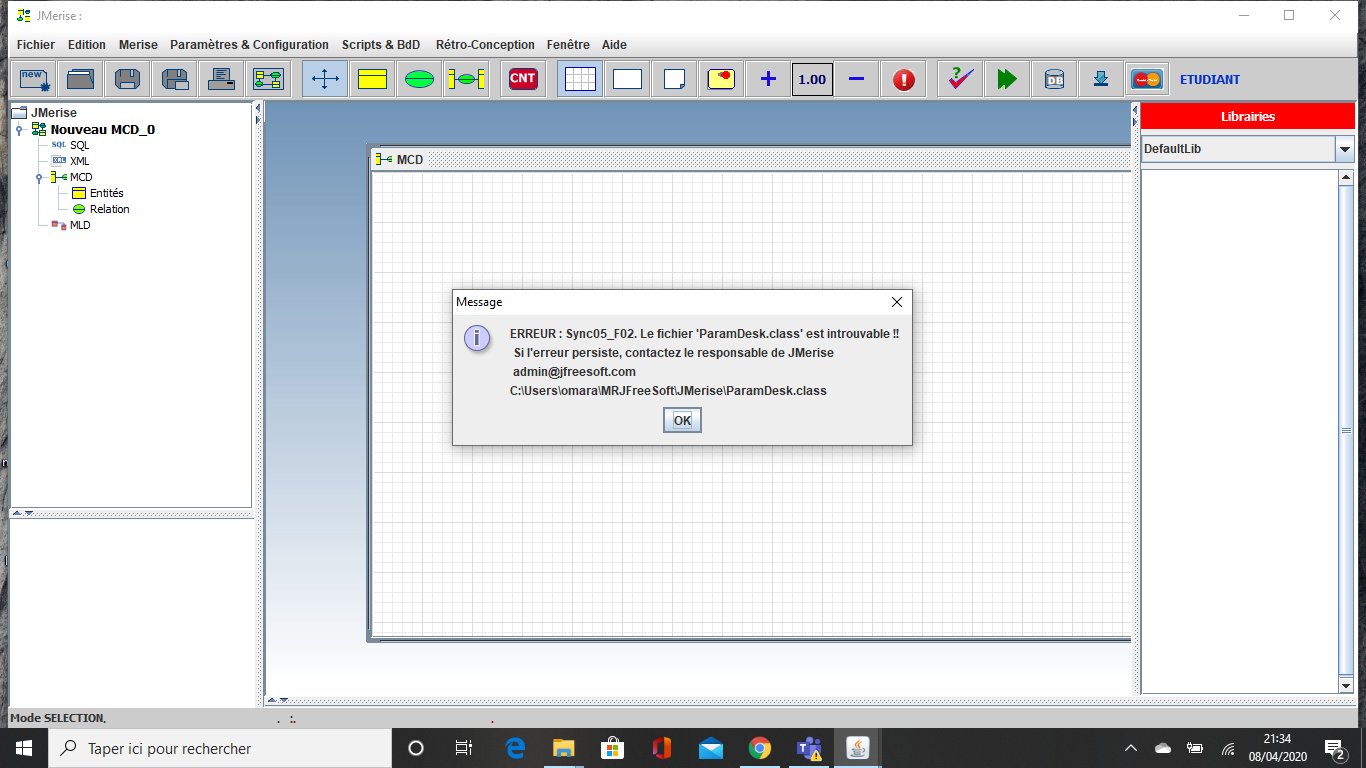 JMerise :
Fichier Edition Merise Paramètres & Configuration Scripts & BdD Rétro-Conception Fenêtre Aide
new CNT 1.00 DB ETUDIANT
JMerise
Nouveau MCD_0
SQL SQL
XML
MCD
Entités
Relation
MLD
MCD
Librairies
DefaultLib
Message
ERREUR : Sync05_F02. Le fichier 'ParamDesk.class' est introuvable !!
Si l'erreur persiste, contactez le responsable de JMerise
admin@jfreesoft.com
C:\Users\omara\MRJFreeSoft\JMerise\ParamDesk.class
OK
Mode SELECTION. . :. .
Taper ici pour rechercher
21:34
08/04/2020
2